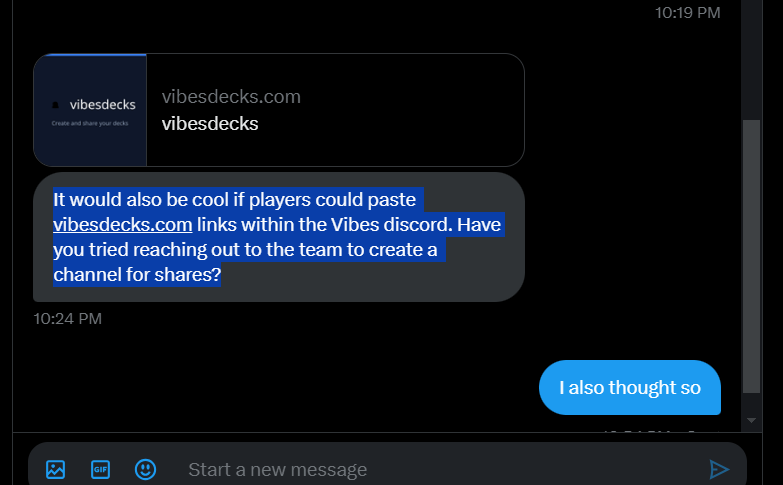 10:19 PM
vibesdecks
Create and share your decks
vibesdecks.com
vibesdecks
It would also be cool if players could paste
vibesdecks.com links within the Vibes discord. Have
you tried reaching out to the team to create a
channel for shares?
10:24 PM
I also thought so
GIF
Start a new message